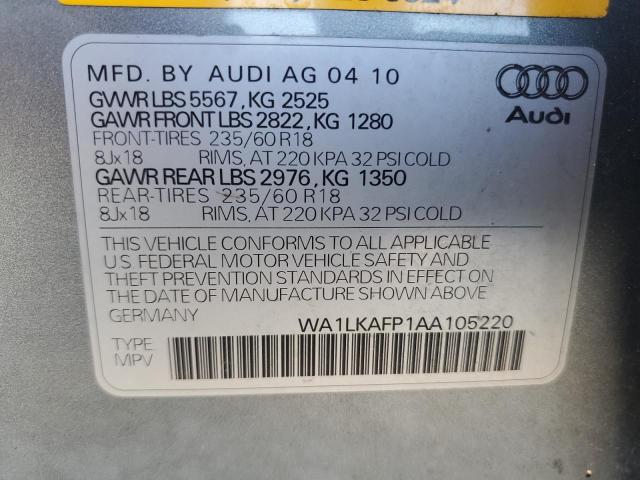 MFD. BY AUDI AG 04 10
GVWR LBS 5567, KG 2525
GAWR FRONT LBS 2822, KG 1280
FRONT-TIRES 235/60 R18
8Jx18 RIMS, AT 220 KPA 32 PSI COLD
GAWR REAR LBS 2976, KG 1350
REAR-TIRES 235/60 R18
8Jx18 RIMS, AT 220 KPA 32 PSI COLD
Audi
THIS VEHICLE CONFORMS TO ALL APPLICABLE
U.S. FEDERAL MOTOR VEHICLE SAFETY AND
THEFT PREVENTION STANDARDS IN EFFECT ON
THE DATE OF MANUFACTURE SHOWN ABOVE
GERMANY
WA1LKAFP1AA105220
TYPE
MPV